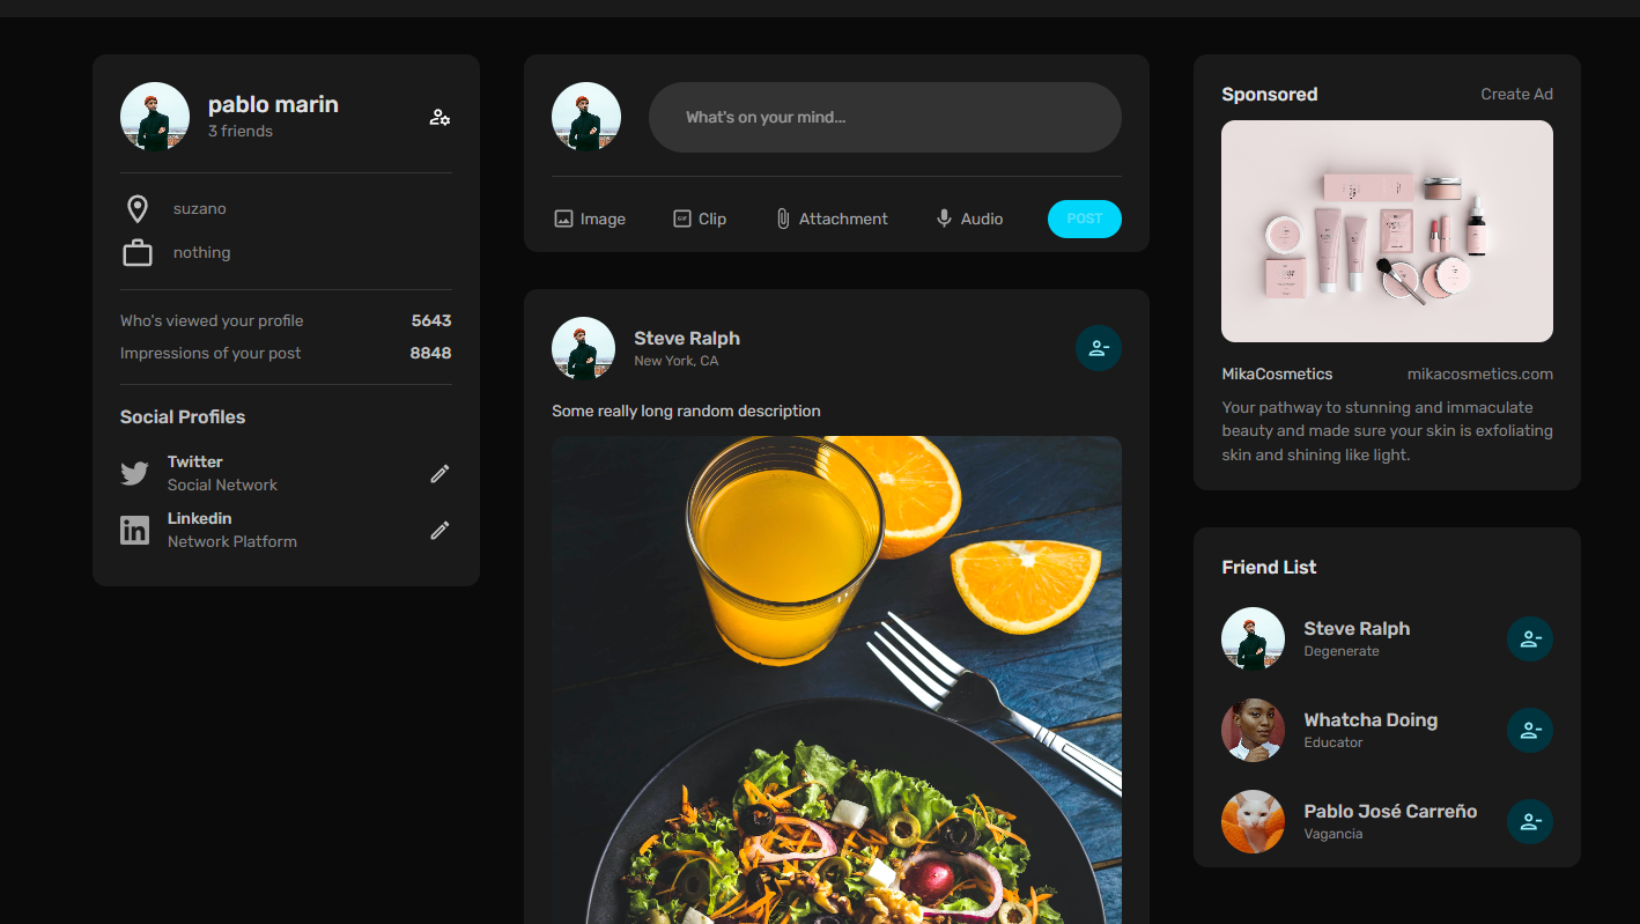 pablo marin
3 friends
suzano
nothing
Who's viewed your profile 5643
Impressions of your post 8848
Social Profiles
Twitter
Social Network
Linkedin
Network Platform
What's on your mind...
Image Clip Attachment Audio POST
Steve Ralph
New York, CA
Some really long random description
Sponsored Create Ad
MikaCosmetics mikacosmetics.com
Your pathway to stunning and immaculate
beauty and made sure your skin is exfoliating
skin and shining like light.
Friend List
Steve Ralph
Degenerate
Whatcha Doing
Educator
Pablo José Carreño
Vagancia